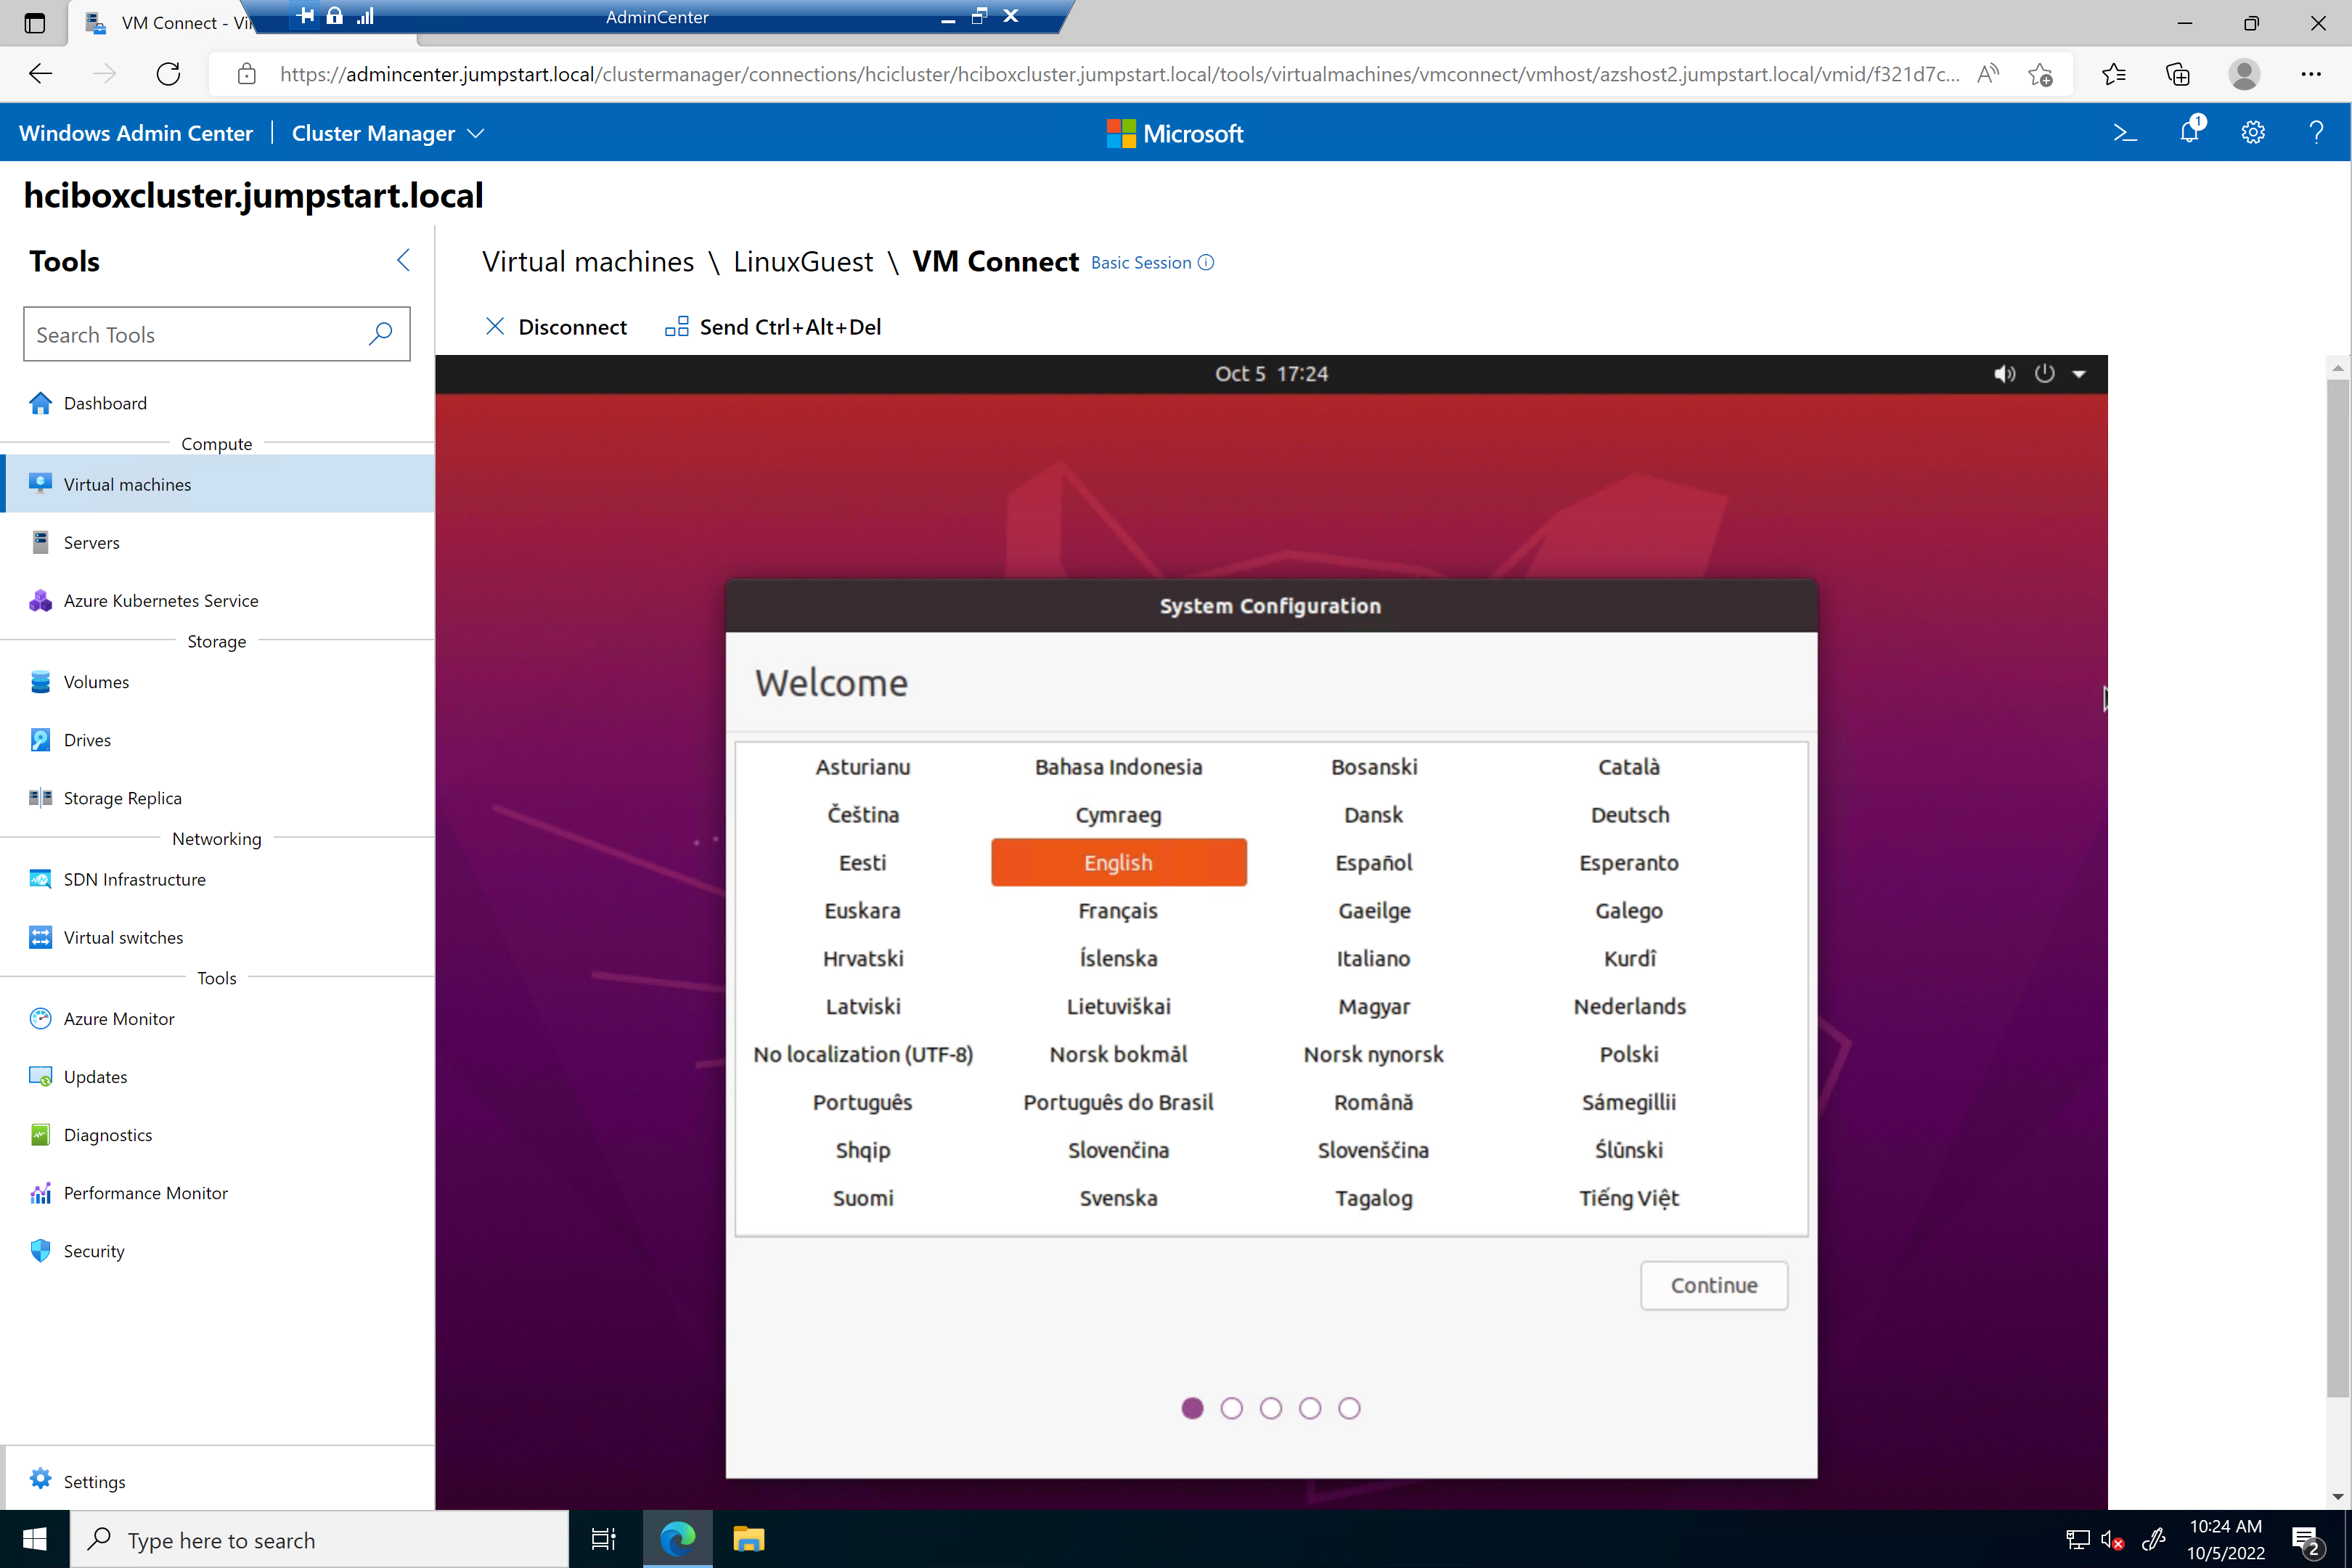 VM Connect - Vi
AdminCenter
https://admincenter.jumpstart.local/clustermanager/connections/hcicluster/hciboxcluster.jumpstart.local/tools/virtualmachines/vmconnect/vmhost/azshost2.jumpstart.local/vmid/f321d7c...
Windows Admin Center | Cluster Manager
Microsoft
1
hciboxcluster.jumpstart.local
Tools
Search Tools
Dashboard
Compute
Virtual machines
Servers
Azure Kubernetes Service
Storage
Volumes
Drives
Storage Replica
Networking
SDN Infrastructure
Virtual switches
Tools
Azure Monitor
Updates
Diagnostics
Performance Monitor
Security
Settings
Virtual machines \ LinuxGuest \ VM Connect Basic Session
Disconnect Send Ctrl+Alt+Del
Oct 5 17:24
System Configuration
Welcome
Asturianu Bahasa Indonesia Bosanski Català
Čeština Cymraeg Dansk Deutsch
Eesti English Español Esperanto
Euskara Français Gaeilge Galego
Hrvatski Íslenska Italiano Kurdî
Latviski Lietuviškai Magyar Nederlands
No localization (UTF-8) Norsk bokmål Norsk nynorsk Polski
Português Português do Brasil Română Sámegillii
Shqip Slovenčina Slovenščina Ślůnski
Suomi Svenska Tagalog Tiếng Việt
Continue
Type here to search
10:24 AM
10/5/2022
2